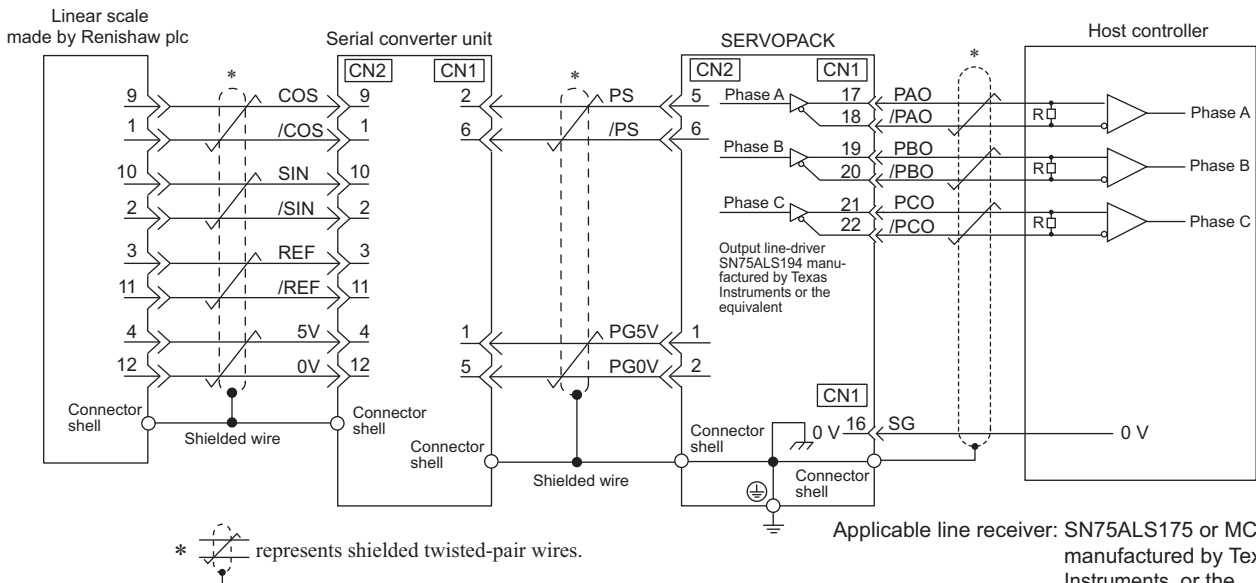 Linear scale
made by Renishaw plc
Serial converter unit
SERVOPACK
Host controller
*
*
*
CN2
CN1
CN2
CN1
9 COS 9
1 /COS 1
10 SIN 10
2 /SIN 2
3 REF 3
11 /REF 11
4 5V 4
12 0V 12
2 PS 5
6 /PS 6
1 PG5V 1
5 PG0V 2
Phase A 17 PAO R Phase A
18 /PAO
Phase B 19 PBO R Phase B
20 /PBO
Phase C 21 PCO R Phase C
22 /PCO
Output line-driver
SN75ALS194 manu-
factured by Texas
Instruments or the
equivalent
CN1
0 V 16 SG 0 V
Connector
shell
Shielded wire
Connector
shell
Connector
shell
Shielded wire
Connector
shell
Connector
shell
* represents shielded twisted-pair wires.
Applicable line receiver: SN75ALS175 or MC
manufactured by Tex
Instruments, or the